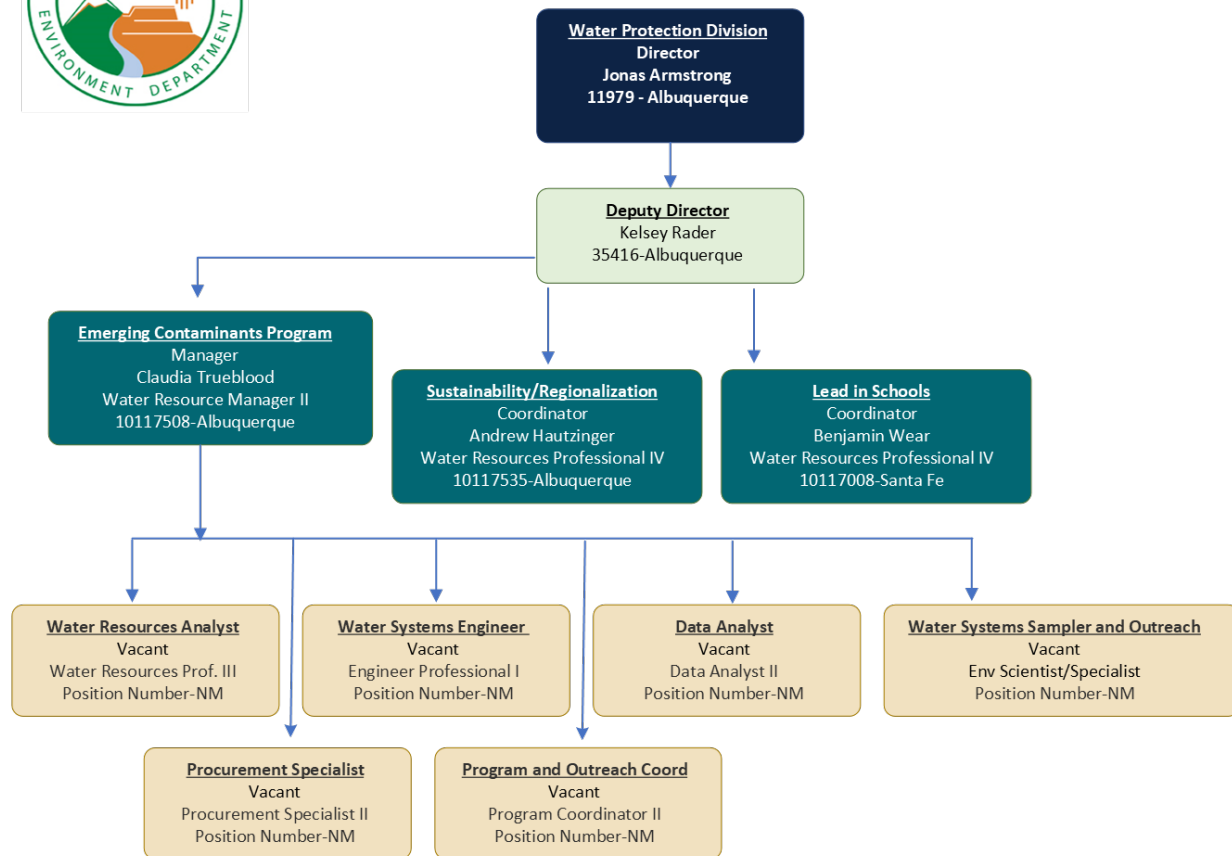 ENVIRONMENT DEPARTMENT
Water Protection Division
Director
Jonas Armstrong
11979 - Albuquerque
Deputy Director
Kelsey Rader
35416-Albuquerque
Emerging Contaminants Program
Manager
Claudia Trueblood
Water Resource Manager II
10117508-Albuquerque
Sustainability/Regionalization
Coordinator
Andrew Hautzinger
Water Resources Professional IV
10117535-Albuquerque
Lead in Schools
Coordinator
Benjamin Wear
Water Resources Professional IV
10117008-Santa Fe
Water Resources Analyst
Vacant
Water Resources Prof. III
Position Number-NM
Water Systems Engineer
Vacant
Engineer Professional I
Position Number-NM
Data Analyst
Vacant
Data Analyst II
Position Number-NM
Water Systems Sampler and Outreach
Vacant
Env Scientist/Specialist
Position Number-NM
Procurement Specialist
Vacant
Procurement Specialist II
Position Number-NM
Program and Outreach Coord
Vacant
Program Coordinator II
Position Number-NM